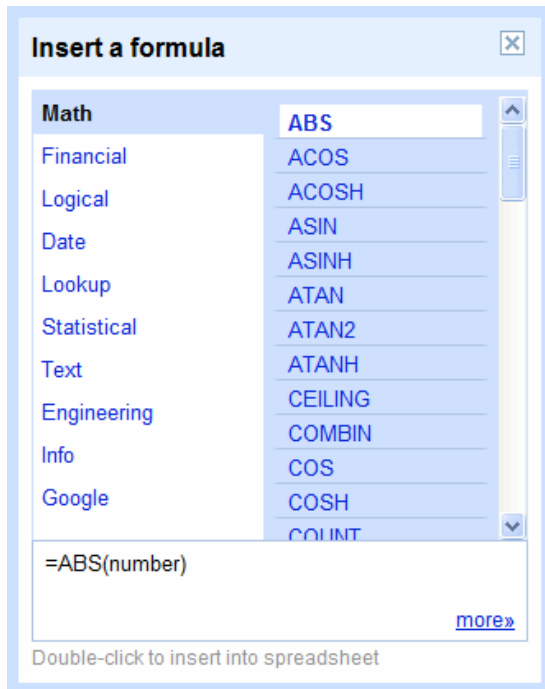 Insert a formula
Math
Financial
Logical
Date
Lookup
Statistical
Text
Engineering
Info
Google
ABS
ACOS
ACOSH
ASIN
ASINH
ATAN
ATAN2
ATANH
CEILING
COMBIN
COS
COSH
COUNT
=ABS(number)
more»
Double-click to insert into spreadsheet